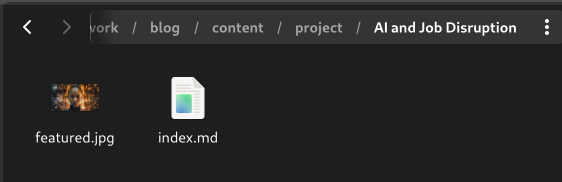 work / blog / content / project / AI and Job Disruption
featured.jpg index.md